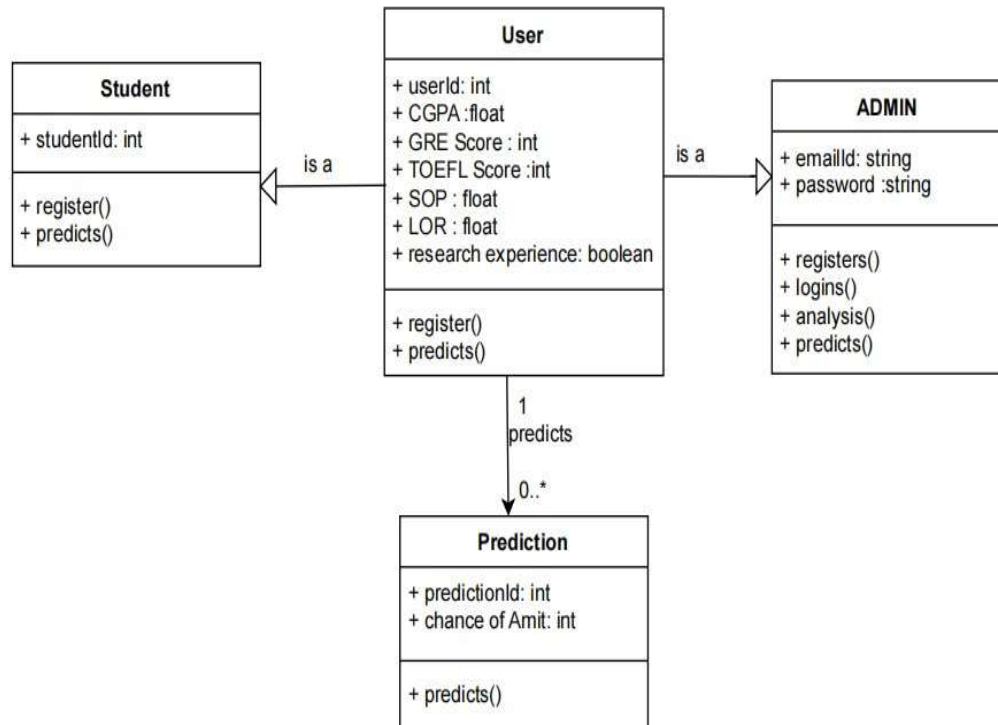 User
+ userId: int
+ CGPA :float
+ GRE Score : int
+ TOEFL Score :int
+ SOP : float
+ LOR : float
+ research experience: boolean
+ register()
+ predicts()
Student
+ studentId: int
+ register()
+ predicts()
is a
is a
ADMIN
+ emailId: string
+ password :string
+ registers()
+ logins()
+ analysis()
+ predicts()
1
predicts
0..*
Prediction
+ predictionId: int
+ chance of Amit: int
+ predicts()